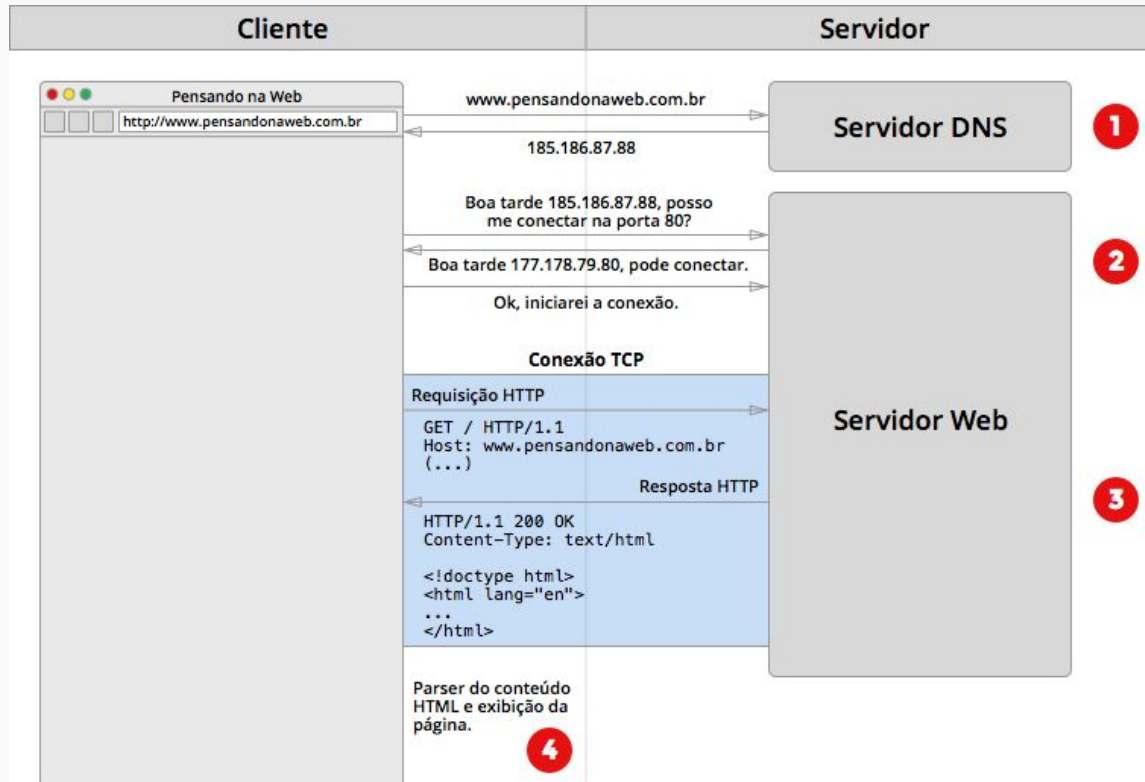 Cliente
Servidor
Pensando na Web
http://www.pensandonaweb.com.br
www.pensandonaweb.com.br
185.186.87.88
Servidor DNS
1
Boa tarde 185.186.87.88, posso
me conectar na porta 80?
Boa tarde 177.178.79.80, pode conectar.
Ok, iniciarei a conexão.
2
Conexão TCP
Requisição HTTP
GET / HTTP/1.1
Host: www.pensandonaweb.com.br
(...)
Resposta HTTP
HTTP/1.1 200 OK
Content-Type: text/html
<!doctype html>
<html lang="en">
...
</html>
Servidor Web
3
Parser do conteúdo
HTML e exibição da
página.
4